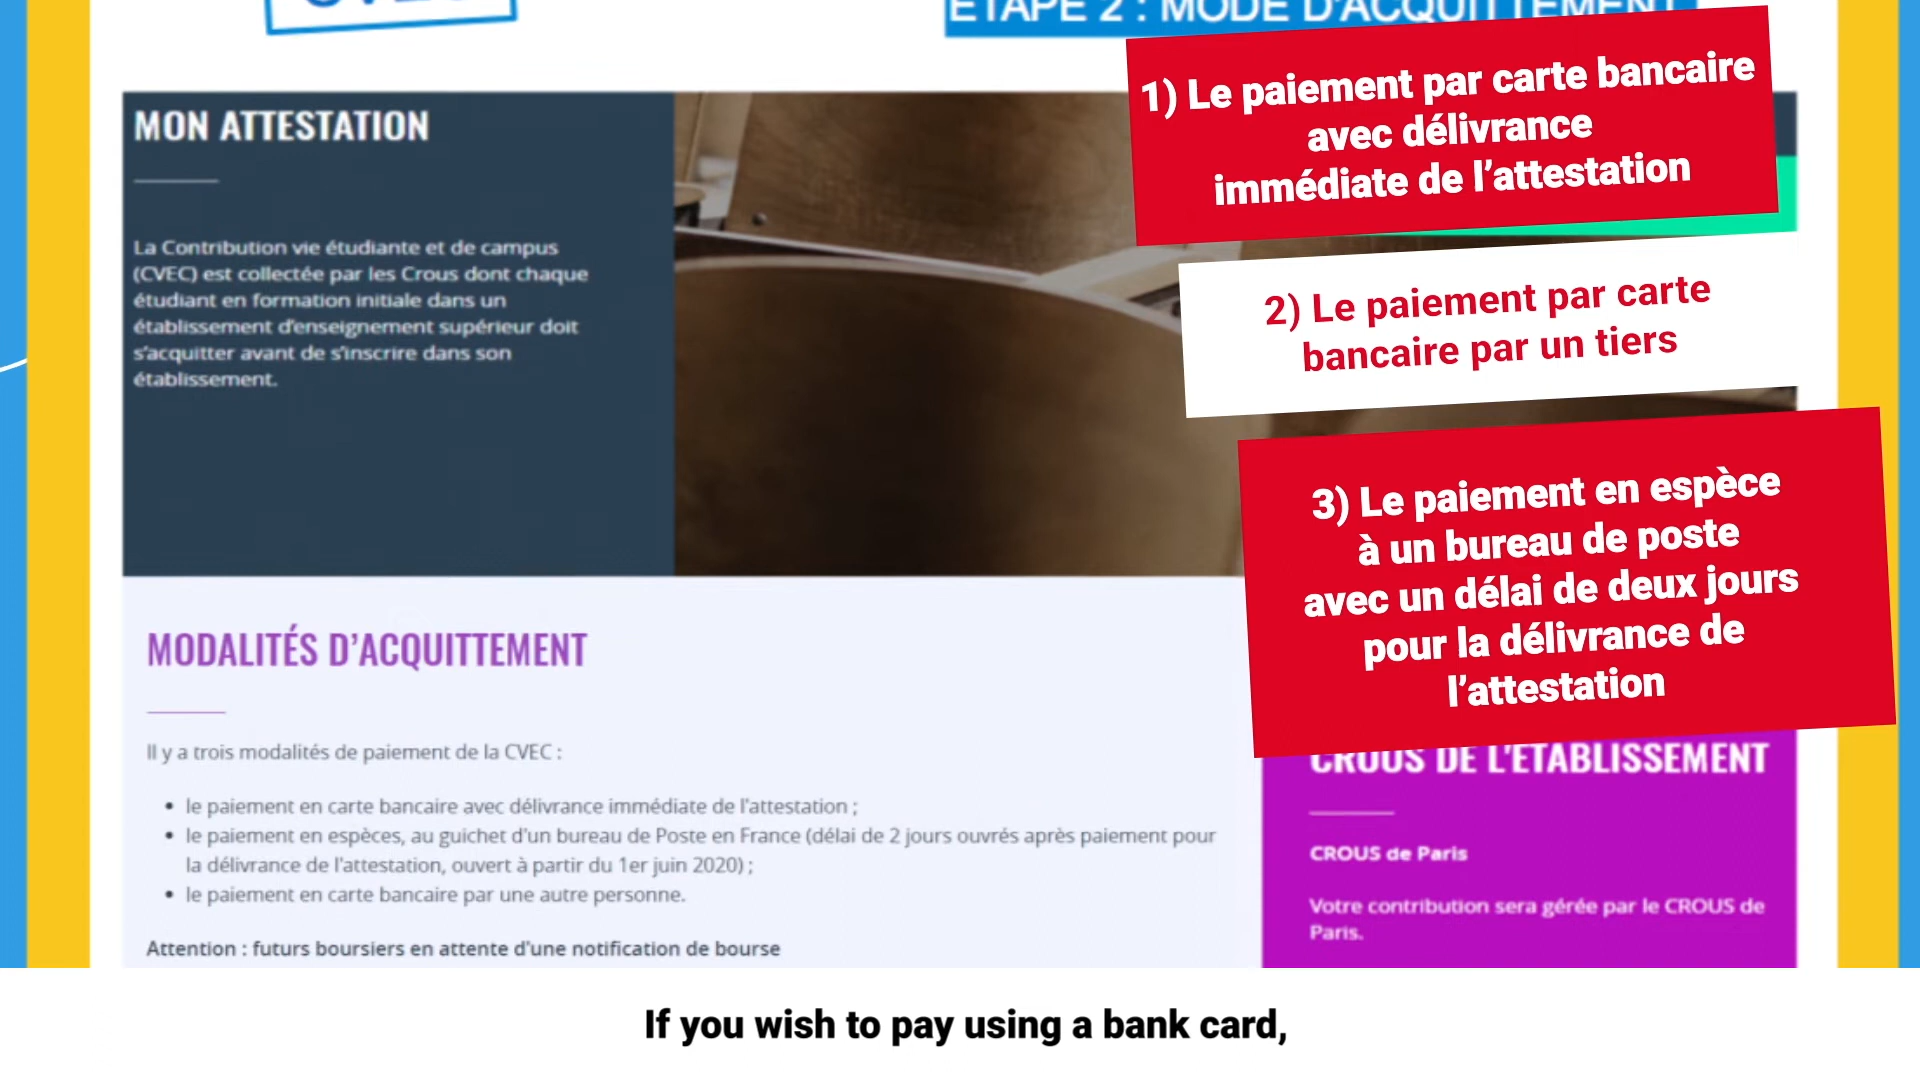 CVEC
ÉTAPE 2 : MODE D'ACQUITTEMENT
1) Le paiement par carte bancaire
avec délivrance
immédiate de l’attestation
MON ATTESTATION
La Contribution vie étudiante et de campus
(CVEC) est collectée par les Crous dont chaque
étudiant en formation initiale dans un
établissement d’enseignement supérieur doit
s’acquitter avant de s’inscrire dans son
établissement.
2) Le paiement par carte
bancaire par un tiers
3) Le paiement en espèce
à un bureau de poste
avec un délai de deux jours
pour la délivrance de
l’attestation
MODALITÉS D’ACQUITTEMENT
Il y a trois modalités de paiement de la CVEC :
le paiement en carte bancaire avec délivrance immédiate de l'attestation ;
le paiement en espèces, au guichet d'un bureau de Poste en France (délai de 2 jours ouvrés après paiement pour
la délivrance de l'attestation, ouvert à partir du 1er juin 2020) ;
le paiement en carte bancaire par une autre personne.
Attention : futurs boursiers en attente d'une notification de bourse
CROUS DE L'ÉTABLISSEMENT
CROUS de Paris
Votre contribution sera gérée par le CROUS de
Paris.
If you wish to pay using a bank card,